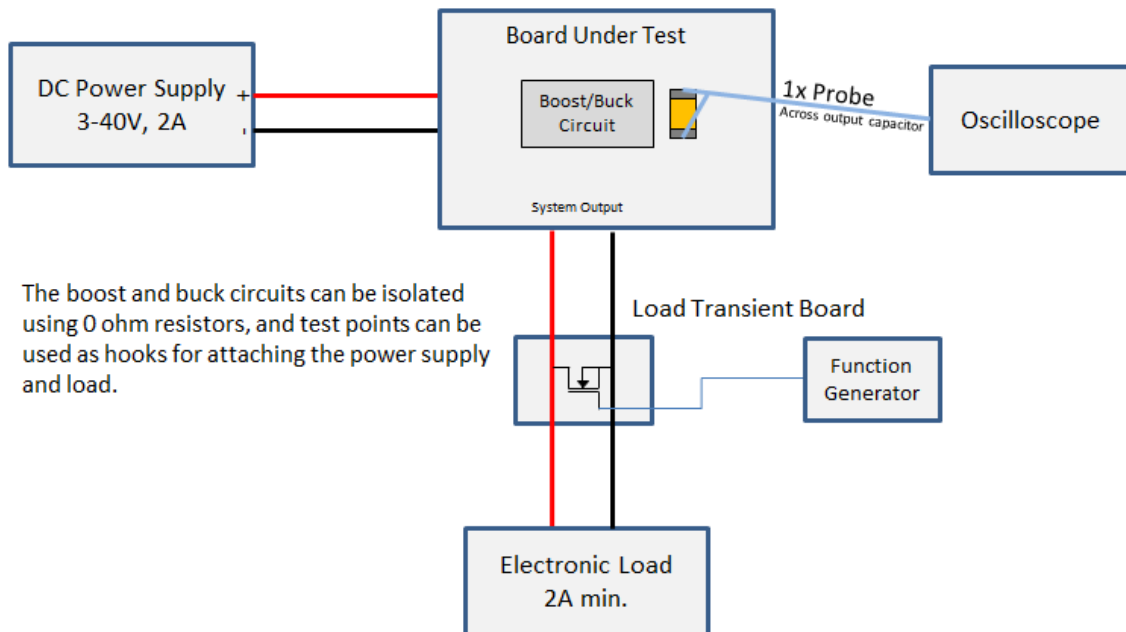 Board Under Test
DC Power Supply
3-40V, 2A
+
-
Boost/Buck
Circuit
1x Probe
Across output capacitor
Oscilloscope
System Output
The boost and buck circuits can be isolated
using 0 ohm resistors, and test points can be
used as hooks for attaching the power supply
and load.
Load Transient Board
Function
Generator
Electronic Load
2A min.